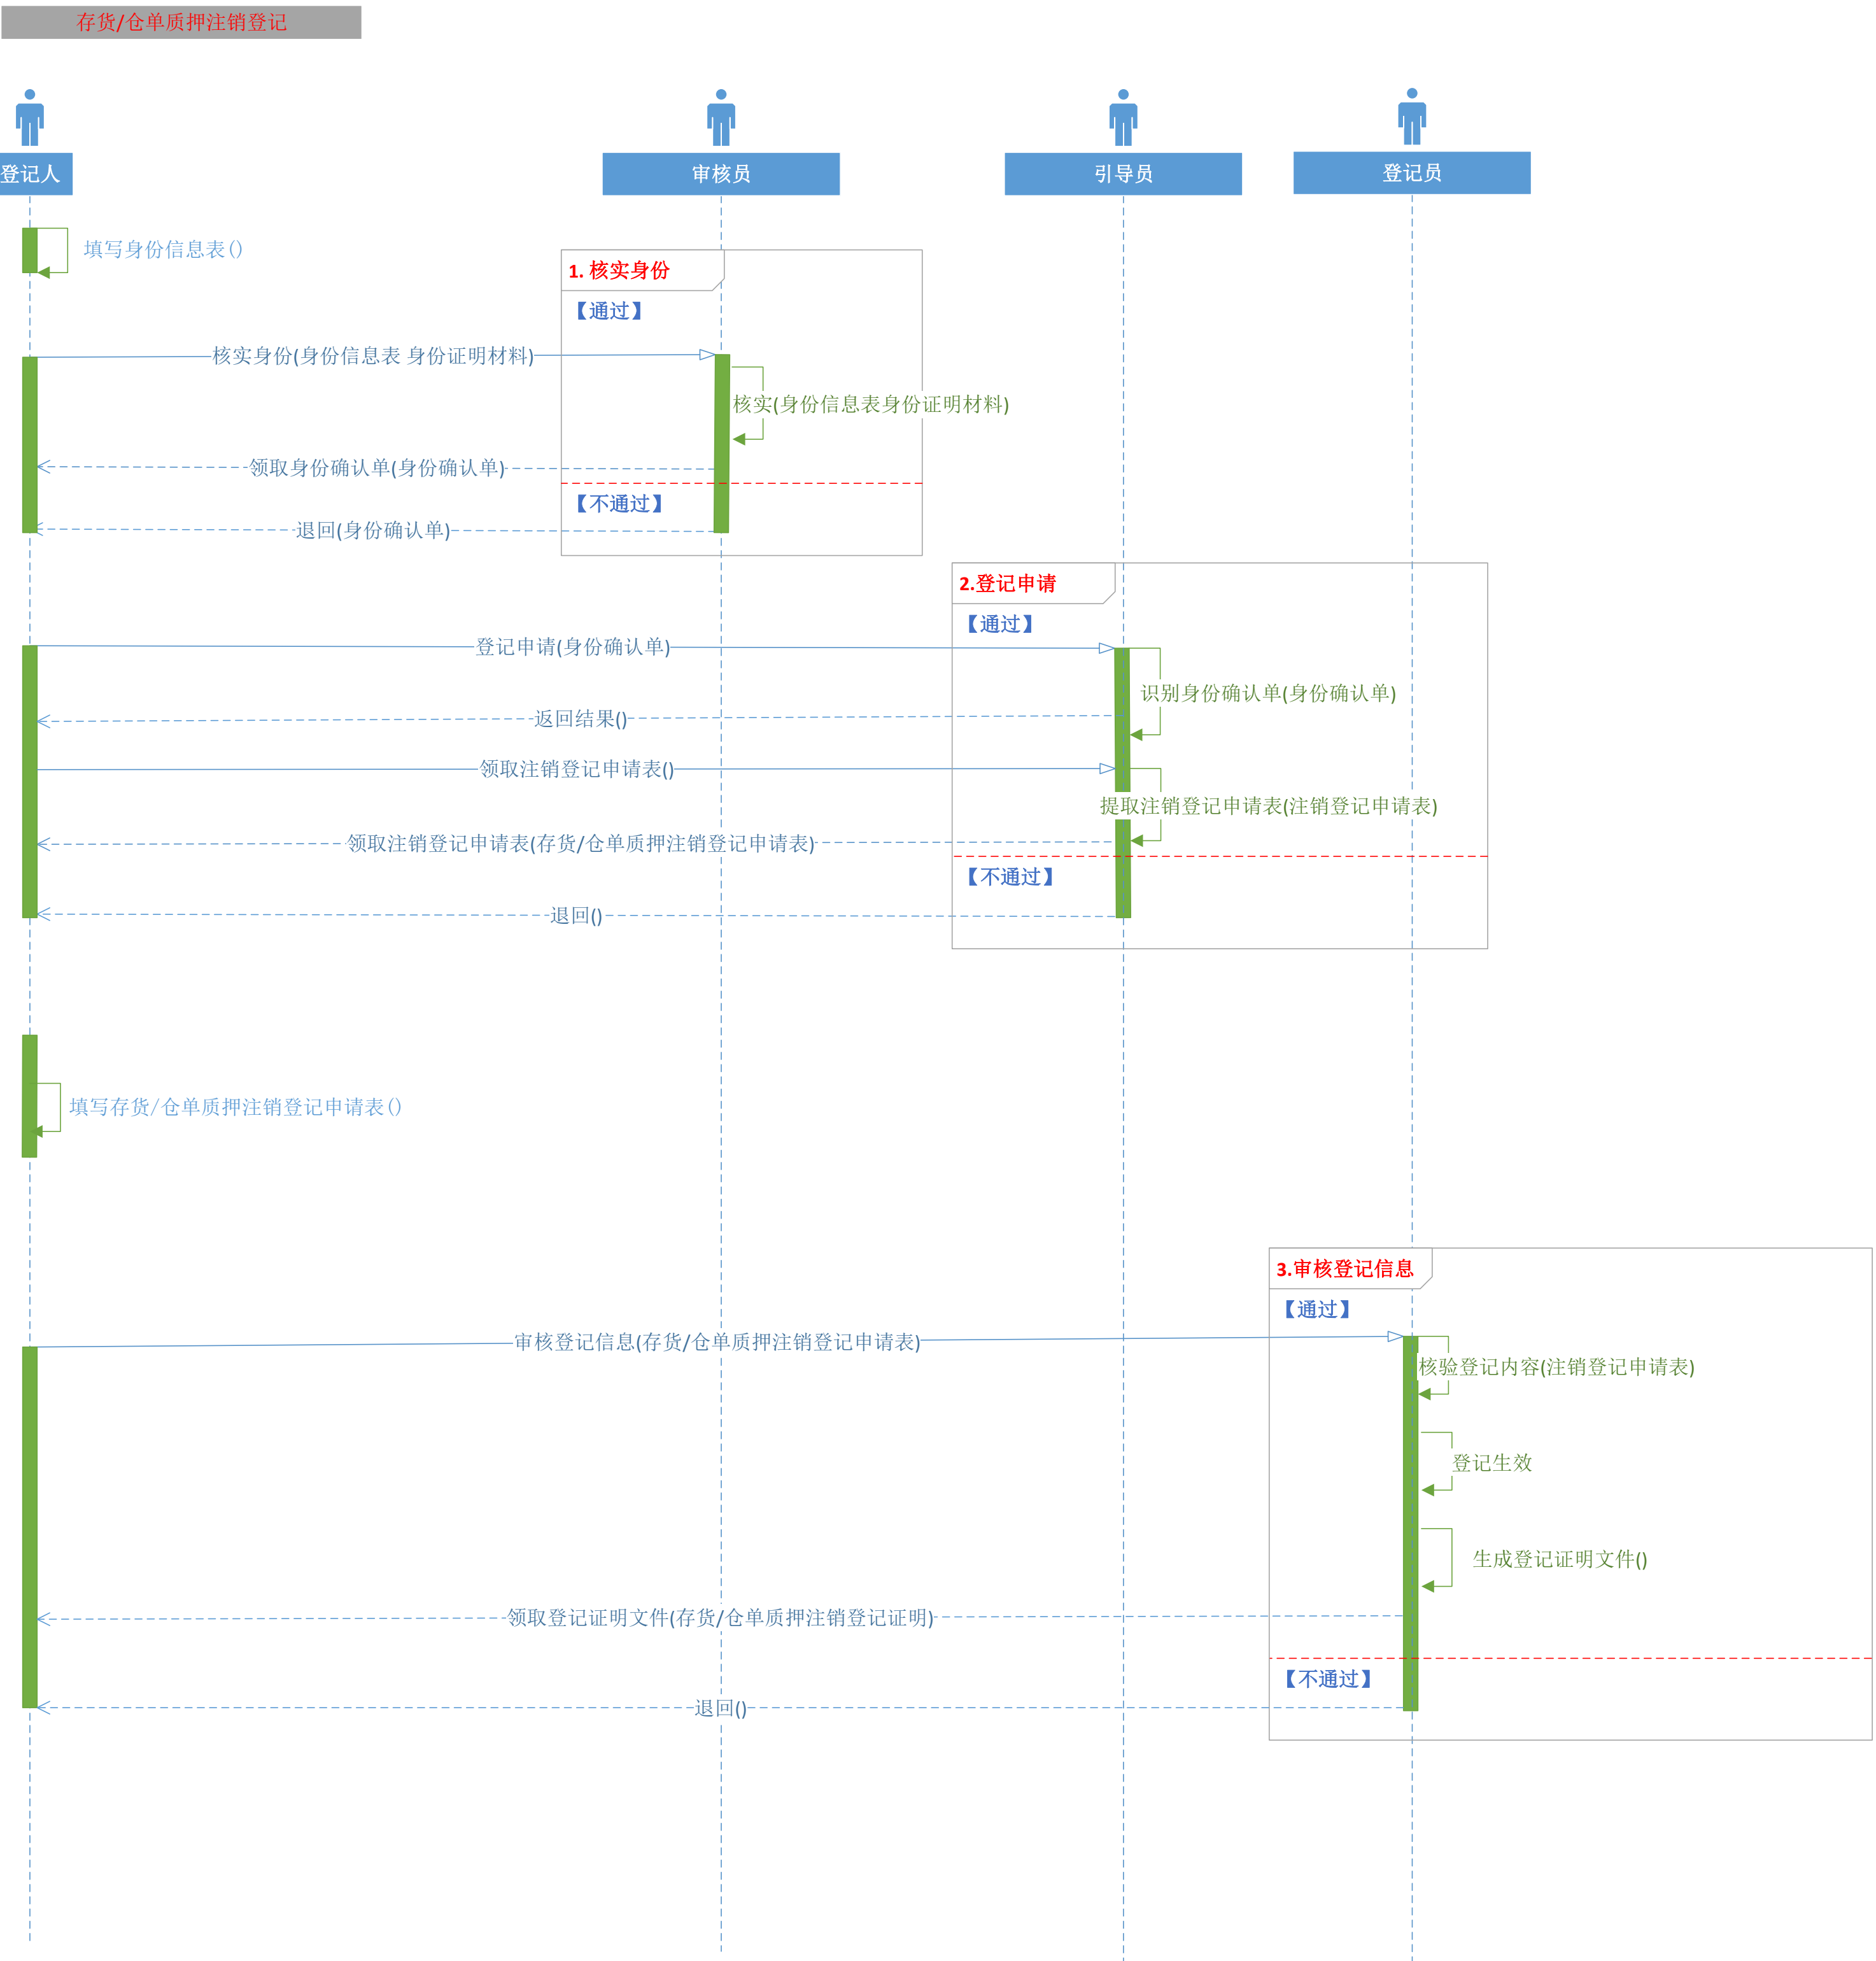 存货/仓单质押注销登记
登记人
审核员
引导员
登记员
填写身份信息表()
1. 核实身份
【通过】
核实身份(身份信息表 身份证明材料)
核实(身份信息表身份证明材料)
领取身份确认单(身份确认单)
【不通过】
退回(身份确认单)
2.登记申请
【通过】
登记申请(身份确认单)
识别身份确认单(身份确认单)
返回结果()
领取注销登记申请表()
提取注销登记申请表(注销登记申请表)
领取注销登记申请表(存货/仓单质押注销登记申请表)
【不通过】
退回()
填写存货/仓单质押注销登记申请表()
3.审核登记信息
【通过】
审核登记信息(存货/仓单质押注销登记申请表)
核验登记内容(注销登记申请表)
登记生效
生成登记证明文件()
领取登记证明文件(存货/仓单质押注销登记证明)
【不通过】
退回()